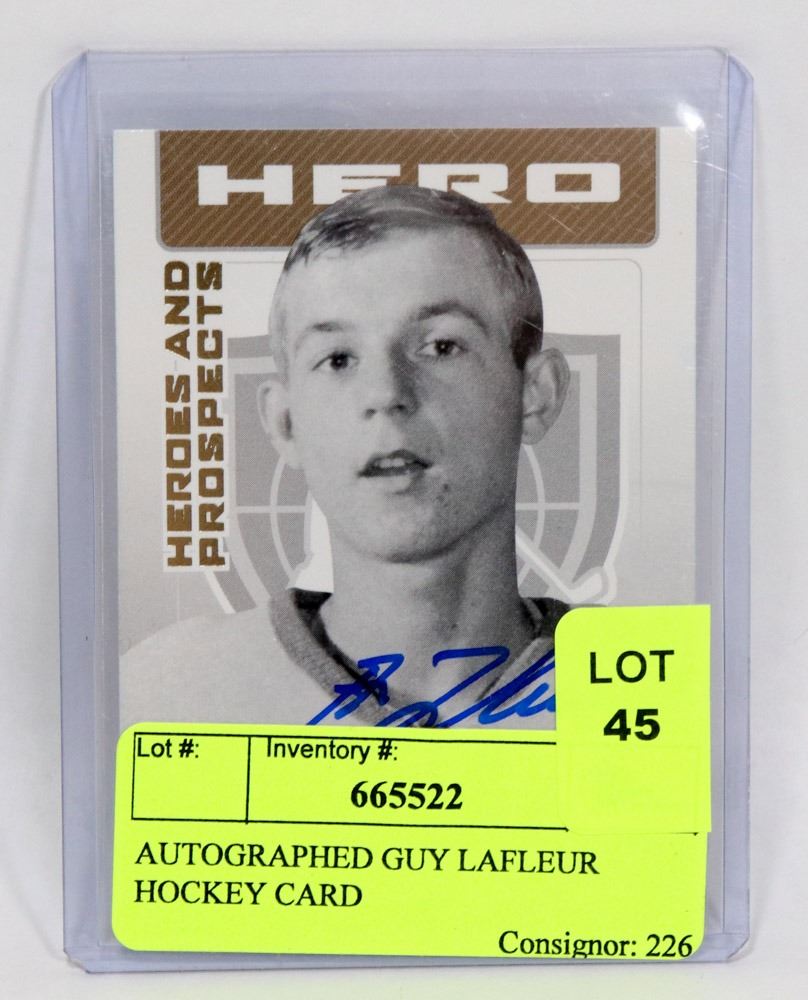 HERO
HEROES AND
PROSPECTS
LOT
45
Lot #:
Inventory #:
665522
AUTOGRAPHED GUY LAFLEUR
HOCKEY CARD
Consignor: 226